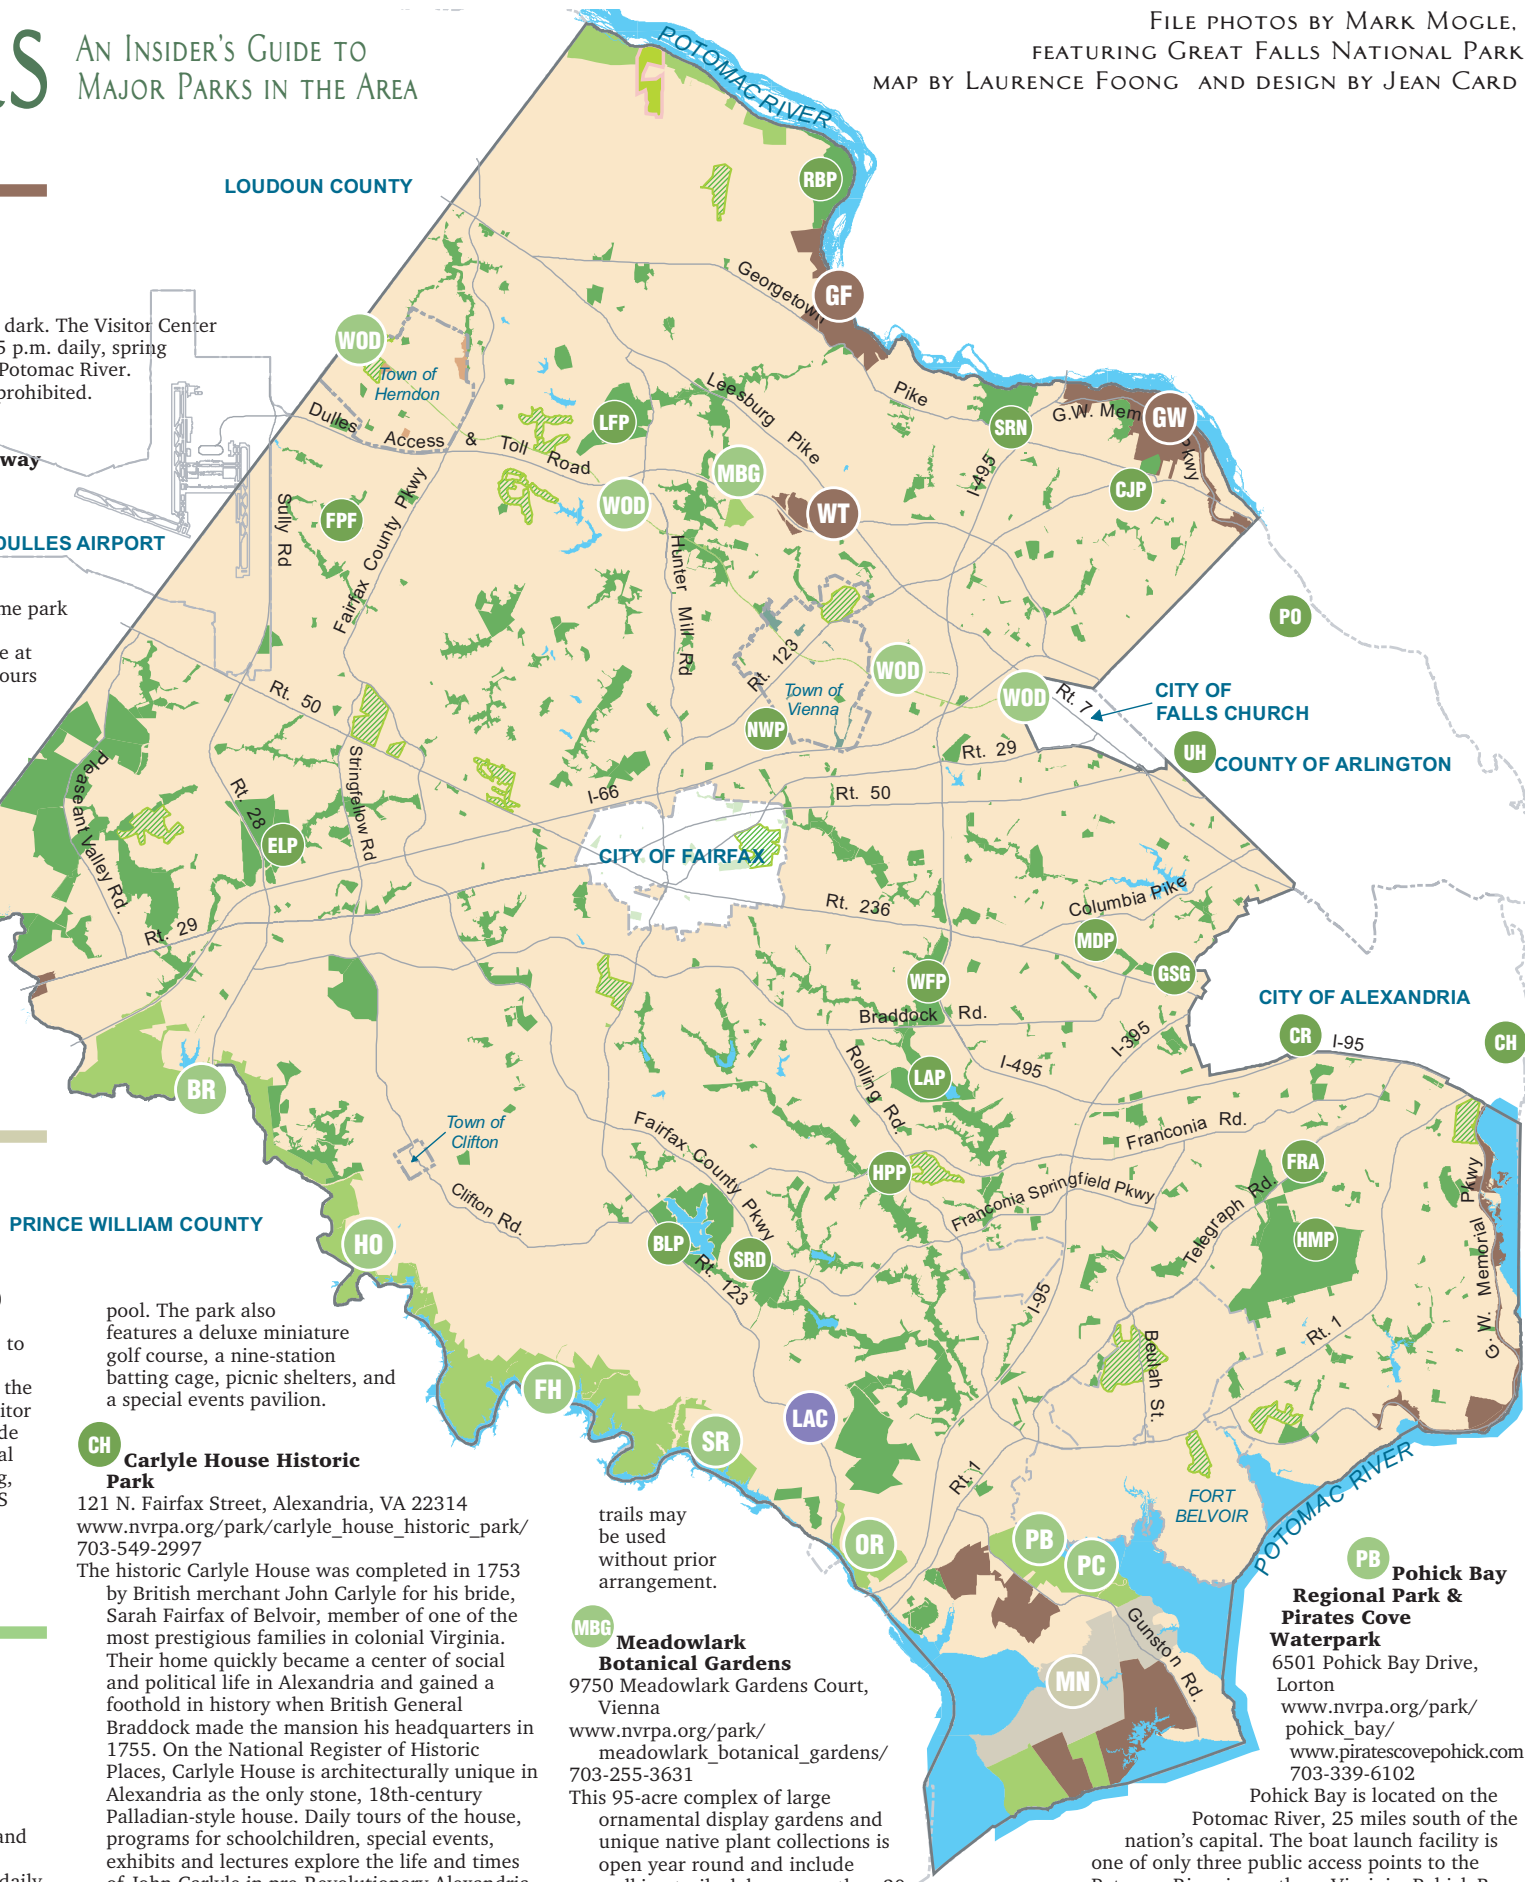 AN INSIDER'S GUIDE TO
MAJOR PARKS IN THE AREA
FILE PHOTOS BY MARK MOGLE,
FEATURING GREAT FALLS NATIONAL PARK
MAP BY LAURENCE FOONG AND DESIGN BY JEAN CARD
POTOMAC RIVER
LOUDOUN COUNTY
RBP
Georgetown
GF
dark. The Visitor Center
5 p.m. daily, spring
Potomac River.
prohibited.
WOD
Town of
Herndon
Dulles Access & Toll Road
LFP
Leesburg Pike
Pike
SRN
G.W. Mem
GW
Pkwy
way
MBG
I-495
CJP
Sully Rd
FPF
Fairfax County Pkwy
WOD
WT
DULLES AIRPORT
Hunter Mill Rd
me park
e at
ours
PO
Rt. 123
WOD
Town of
Vienna
WOD
Rt. 7
CITY OF
FALLS CHURCH
Rt. 50
NWP
UH
COUNTY OF ARLINGTON
Rt. 29
Pleaseant Valley Rd.
Stringfellow Rd
Rt. 28
I-66
Rt. 50
ELP
CITY OF FAIRFAX
Columbia Pike
Rt. 236
Rt. 29
MDP
GSG
WFP
CITY OF ALEXANDRIA
Braddock Rd.
CR
I-95
CH
I-395
Rolling Rd.
I-495
LAP
BR
Town of
Clifton
Fairfax County Pkwy
Franconia Rd.
FRA
HPP
Franconia Springfield Pkwy
Telegraph Rd.
G. W. Memorial Pkwy
Clifton Rd.
PRINCE WILLIAM COUNTY
HO
BLP
SRD
HMP
Rt. 123
I-95
Rt. 1
Beulah St.
to
the
itor
de
al
g,
S
pool. The park also
features a deluxe miniature
golf course, a nine-station
batting cage, picnic shelters, and
a special events pavilion.
FH
LAC
SR
CH
Carlyle House Historic
Park
121 N. Fairfax Street, Alexandria, VA 22314
www.nvrpa.org/park/carlyle_house_historic_park/
703-549-2997
The historic Carlyle House was completed in 1753
by British merchant John Carlyle for his bride,
Sarah Fairfax of Belvoir, member of one of the
most prestigious families in colonial Virginia.
Their home quickly became a center of social
and political life in Alexandria and gained a
foothold in history when British General
Braddock made the mansion his headquarters in
1755. On the National Register of Historic
Places, Carlyle House is architecturally unique in
Alexandria as the only stone, 18th-century
Palladian-style house. Daily tours of the house,
programs for schoolchildren, special events,
exhibits and lectures explore the life and times
of John Carlyle in pre-Revolutionary Alexandria
and
daily
trails may
be used
without prior
arrangement.
MBG
Meadowlark
Botanical Gardens
9750 Meadowlark Gardens Court,
Vienna
www.nvrpa.org/park/
meadowlark_botanical_gardens/
703-255-3631
This 95-acre complex of large
ornamental display gardens and
unique native plant collections is
open year round and include
Rt. 1
FORT
BELVOIR
POTOMAC RIVER
OR
PB
PC
Gunston Rd.
MN
PB
Pohick Bay
Regional Park &
Pirates Cove
Waterpark
6501 Pohick Bay Drive,
Lorton
www.nvrpa.org/park/
pohick_bay/
www.piratescovepohick.com
703-339-6102
Pohick Bay is located on the
Potomac River, 25 miles south of the
nation's capital. The boat launch facility is
one of only three public access points to the